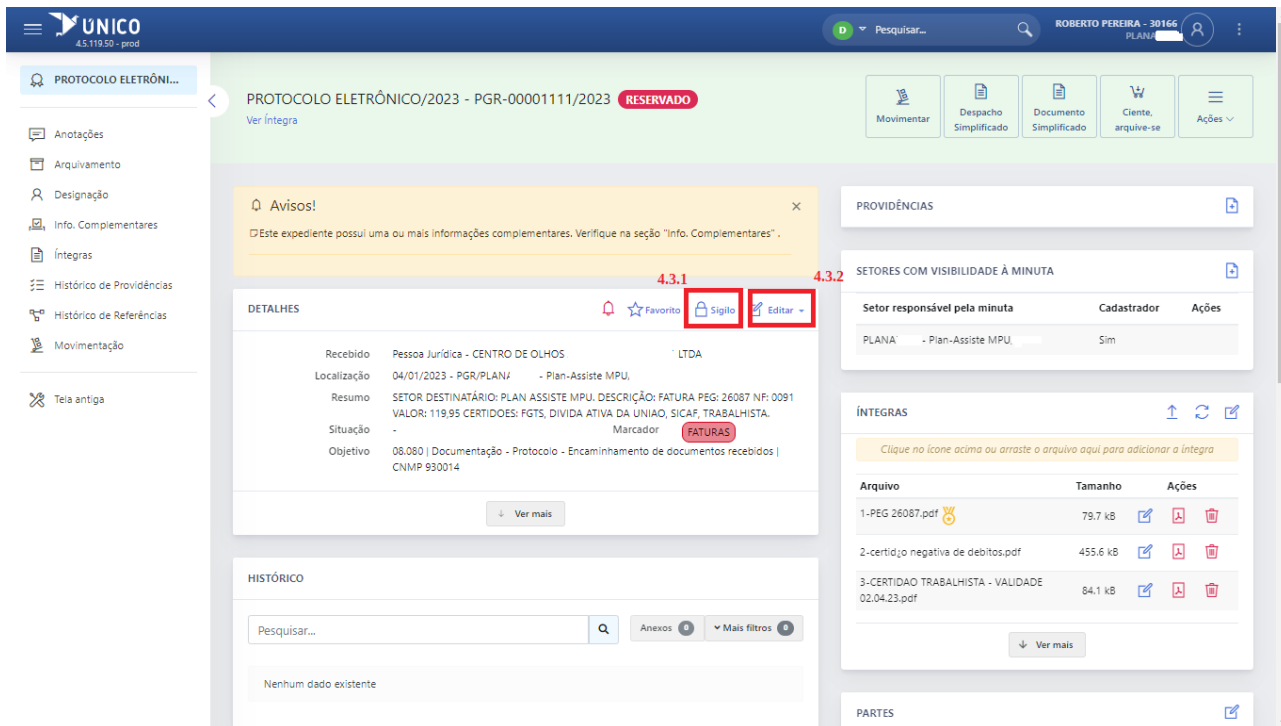 ÚNICO
4.5.119.50 - prod
D
Pesquisar...
ROBERTO PEREIRA - 30166
PLANA
PROTOCOLO ELETRÔNI...
Anotações
Arquivamento
Designação
Info. Complementares
Íntegras
Histórico de Providências
Histórico de Referências
Movimentação
Tela antiga
PROTOCOLO ELETRÔNICO/2023 - PGR-00001111/2023 RESERVADO
Ver Íntegra
Movimentar
Despacho
Simplificado
Documento
Simplificado
Ciente,
arquive-se
Ações
Avisos!
Este expediente possui uma ou mais informações complementares. Verifique na seção "Info. Complementares" .
4.3.1
4.3.2
DETALHES
Favorito
Sigilo
Editar
Recebido Pessoa Jurídica - CENTRO DE OLHOS LTDA
Localização 04/01/2023 - PGR/PLANA - Plan-Assiste MPU,
Resumo SETOR DESTINATÁRIO: PLAN ASSISTE MPU. DESCRIÇÃO: FATURA PEG: 26087 NF: 0091
VALOR: 119,95 CERTIDOES: FGTS, DIVIDA ATIVA DA UNIAO, SICAF, TRABALHISTA.
Situação - Marcador FATURAS
Objetivo 08.080 | Documentação - Protocolo - Encaminhamento de documentos recebidos |
CNMP 930014
Ver mais
HISTÓRICO
Pesquisar...
Anexos 0
Mais filtros 0
Nenhum dado existente
PROVIDÊNCIAS
SETORES COM VISIBILIDADE À MINUTA
Setor responsável pela minuta Cadastrador Ações
PLANA - Plan-Assiste MPU, Sim
ÍNTEGRAS
Clique no ícone acima ou arraste o arquivo aqui para adicionar a íntegra
Arquivo Tamanho Ações
1-PEG 26087.pdf 79.7 kB
2-certid¿o negativa de debitos.pdf 455.6 kB
3-CERTIDAO TRABALHISTA - VALIDADE
02.04.23.pdf 84.1 kB
Ver mais
PARTES